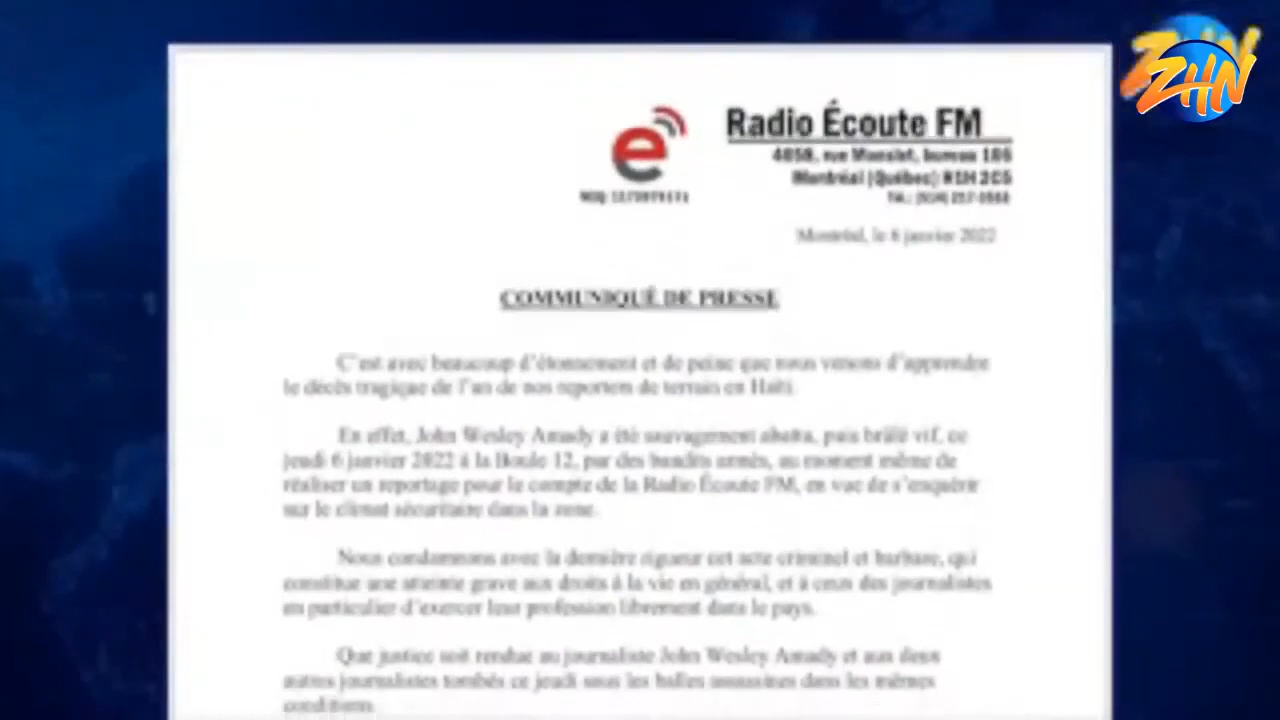 ZHN
e
Radio Écoute FM
rue bureau
Montréal (Québec) H1H 2C5
Montréal, le 6 janvier 2022
COMMUNIQUÉ DE PRESSE
C'est avec beaucoup d'étonnement et de peine que nous venons d'apprendre
le décès tragique de l'un de nos reporters de terrain en Haïti.
En effet, John Wesley Amady a été sauvagement abattu, puis brûlé vif, ce
jeudi 6 janvier 2022 à la Boule 12, par des bandits armés, au moment même de
réaliser un reportage pour le compte de la Radio Écoute FM, en vue de s'enquérir
sur le climat sécuritaire dans la zone.
Nous condamnons avec la dernière rigueur cet acte criminel et barbare, qui
constitue une atteinte grave aux droits à la vie en général, et à ceux des journalistes
en particulier d'exercer leur profession librement dans le pays.
Que justice soit rendue au journaliste John Wesley Amady et aux deux
autres journalistes tombés ce jeudi sous les balles assassines dans les mêmes
conditions.